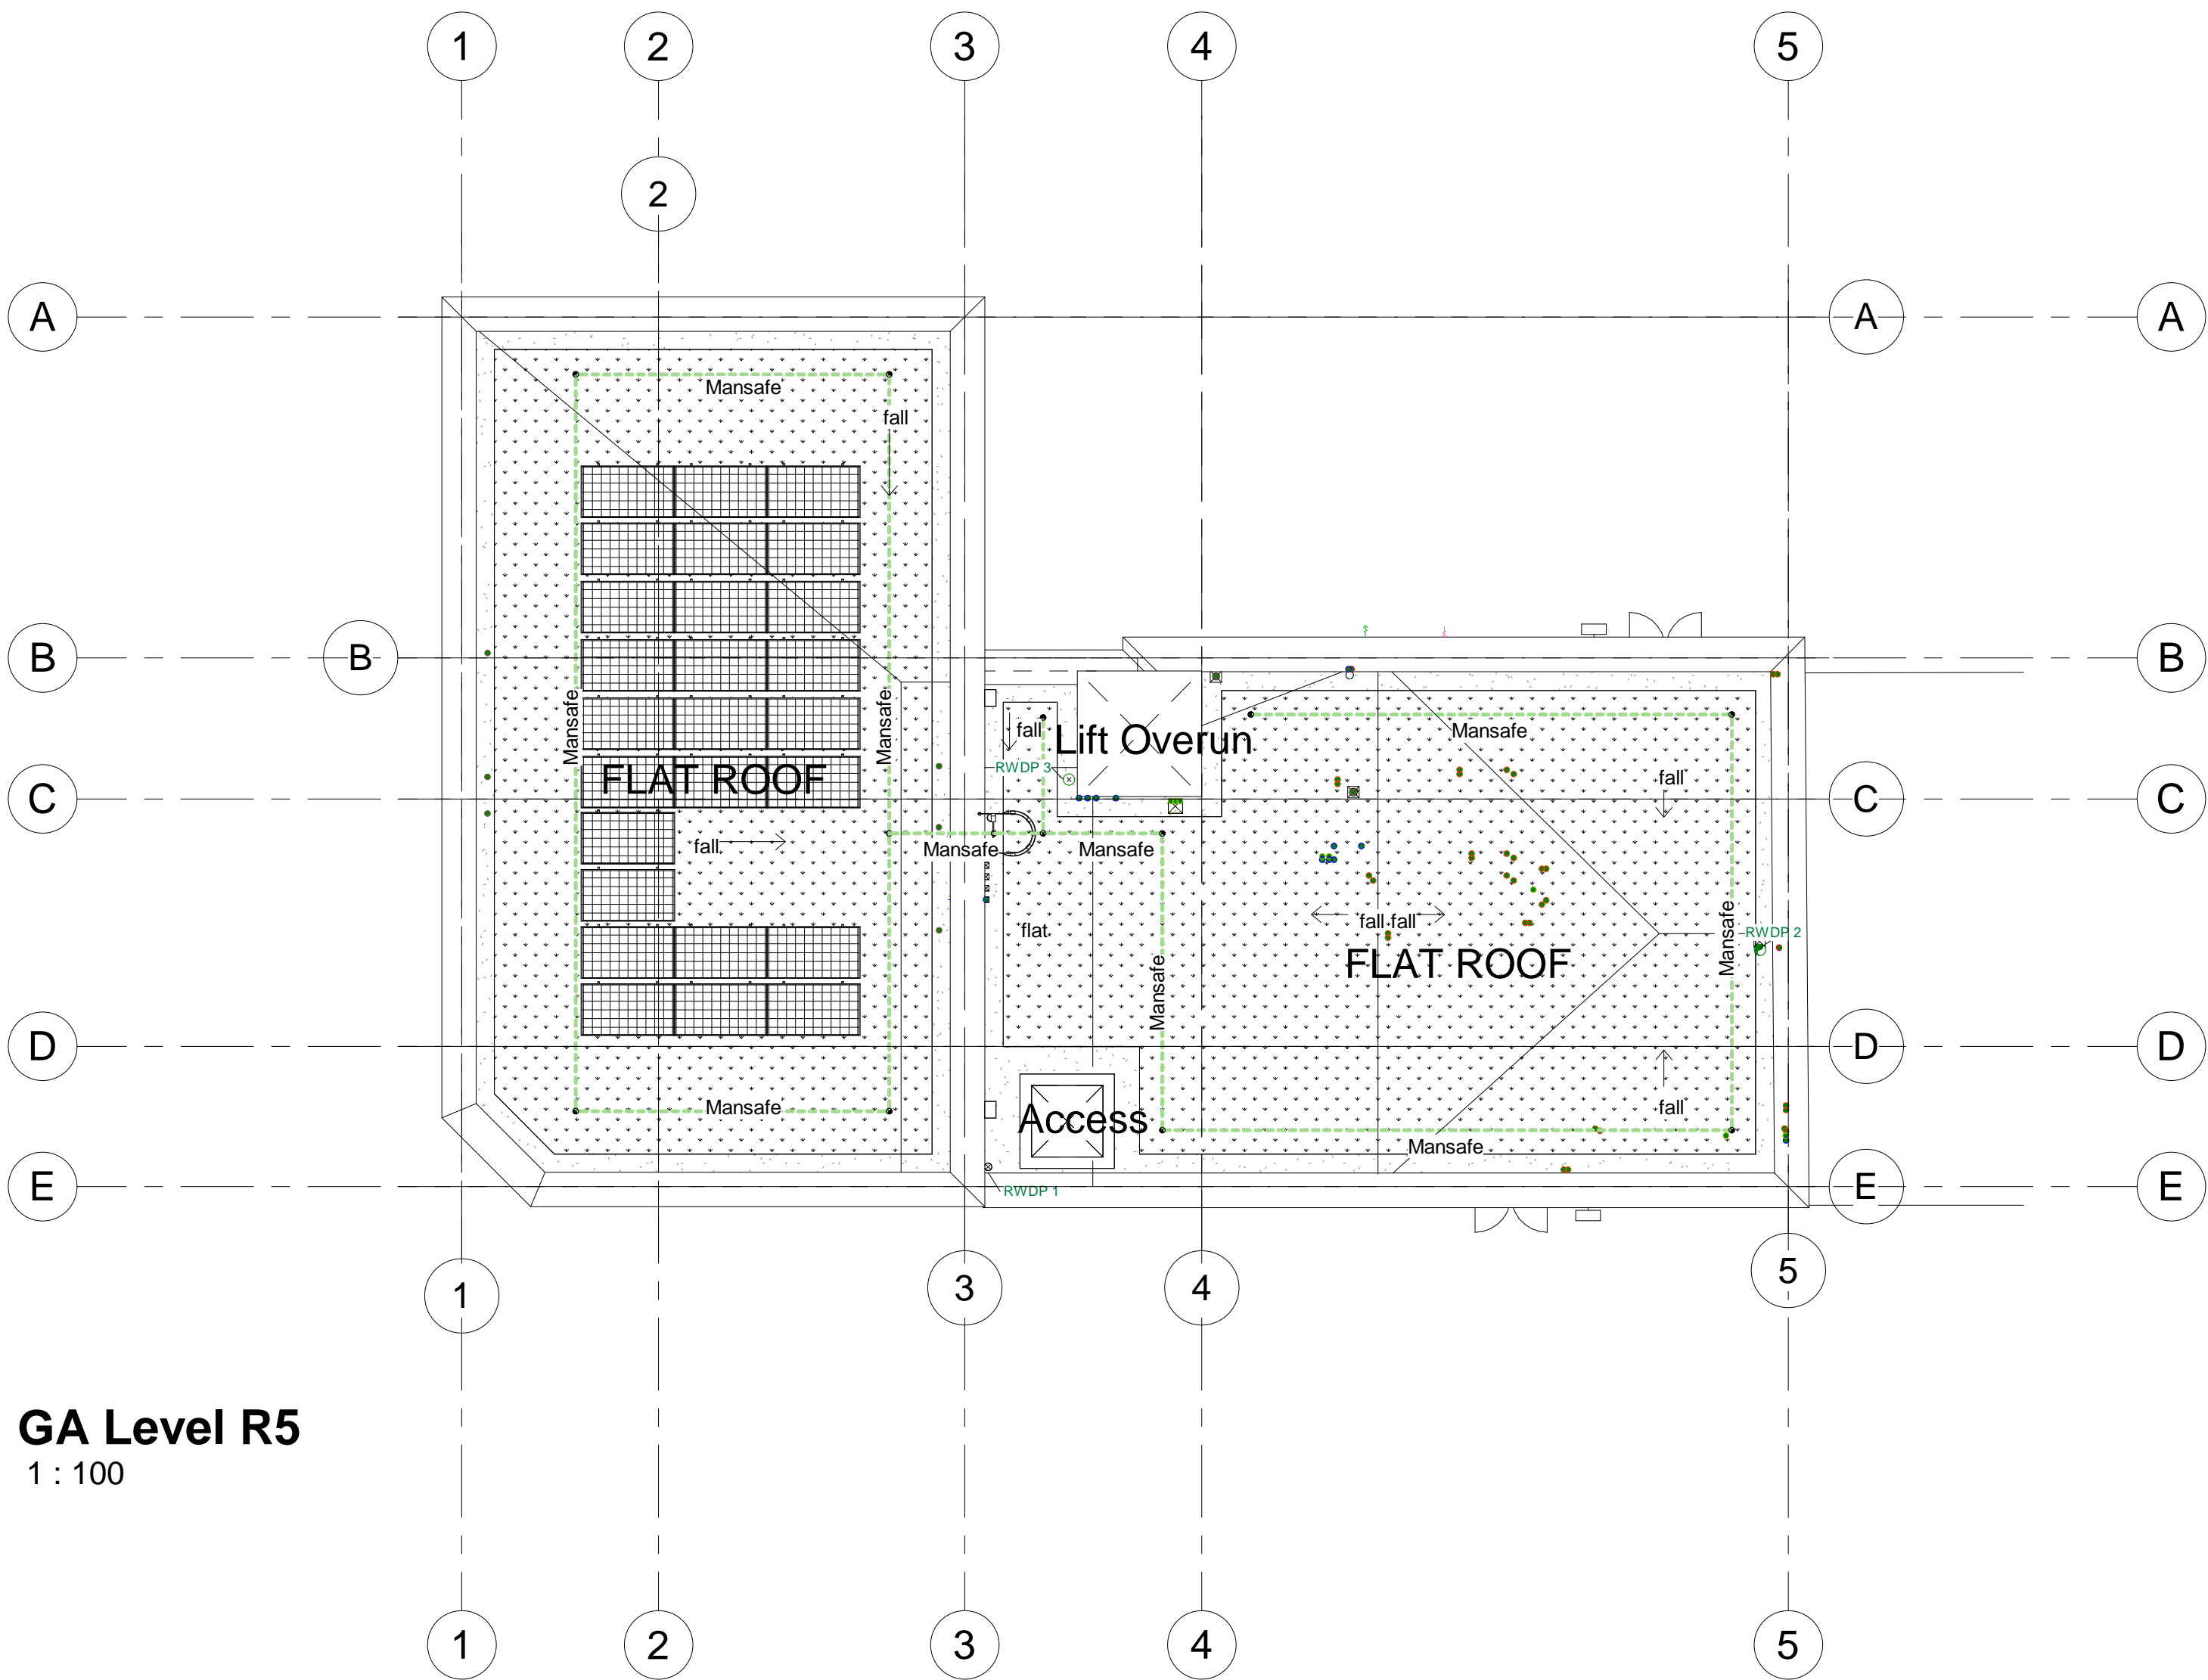 1
2
3
4
5
2
A
A
A
Mansafe
fall
B
B
B
Mansafe
Mansafe
Mansafe
fall
Lift Overun
RWDP 3
FLAT ROOF
fall
C
C
C
fall
Mansafe
Mansafe
fall fall
flat
Mansafe
RWDP 2
FLAT ROOF
Mansafe
D
D
D
Mansafe
Access
fall
Mansafe
E
RWDP 1
E
E
1
3
4
5
GA Level R5
1 : 100
1
2
3
4
5